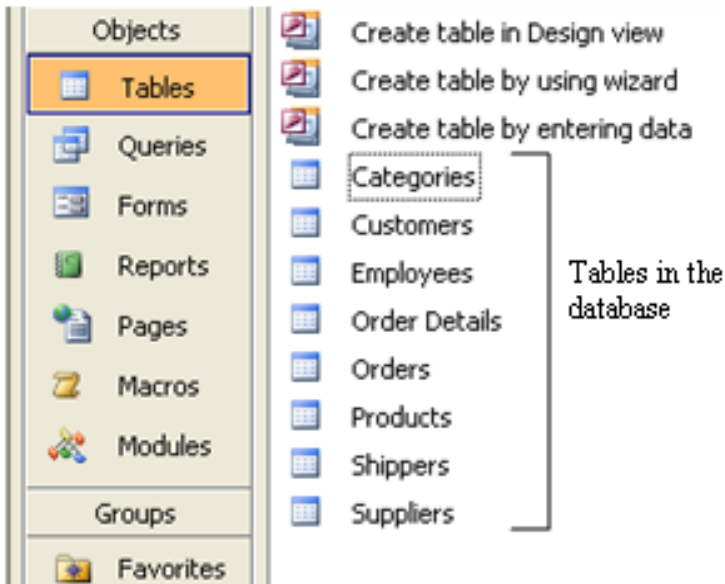 Objects
Tables
Queries
Forms
Reports
Pages
Macros
Modules
Groups
Favorites
Create table in Design view
Create table by using wizard
Create table by entering data
Categories
Customers
Employees
Order Details
Orders
Products
Shippers
Suppliers
Tables in the
database